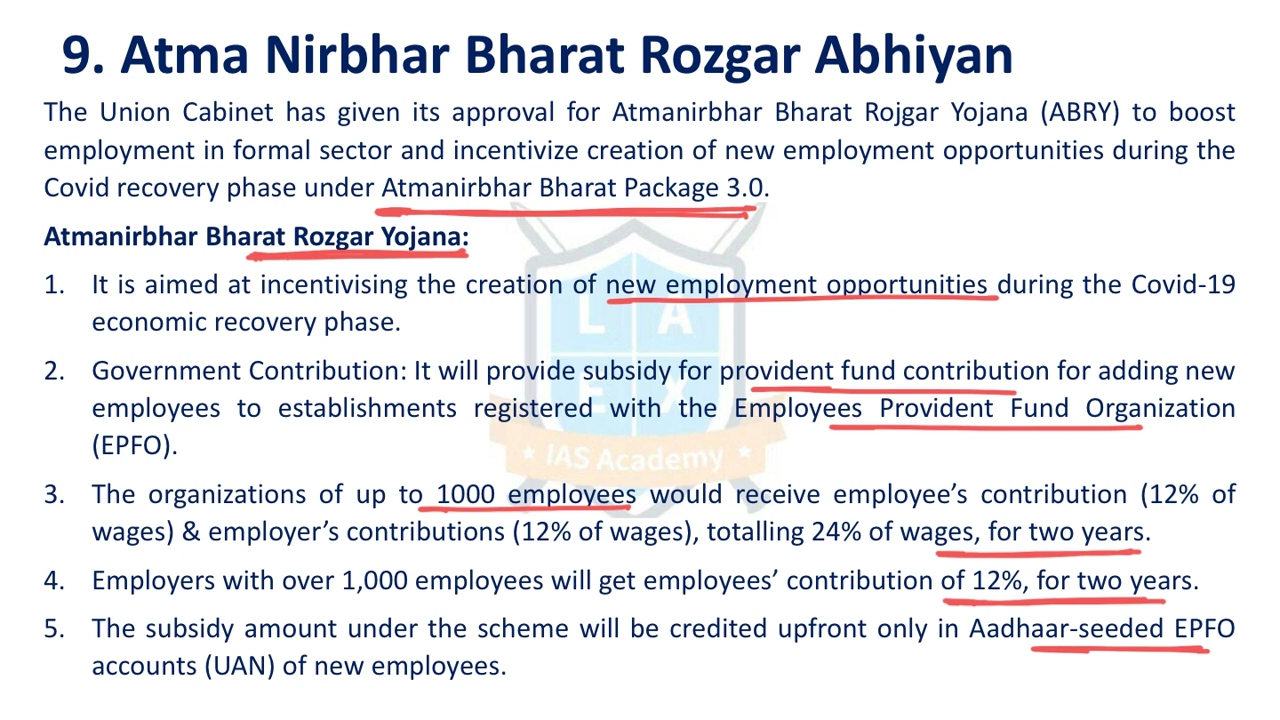 9. Atma Nirbhar Bharat Rozgar Abhiyan
The Union Cabinet has given its approval for Atmanirbhar Bharat Rojgar Yojana (ABRY) to boost
employment in formal sector and incentivize creation of new employment opportunities during the
Covid recovery phase under Atmanirbhar Bharat Package 3.0.
Atmanirbhar Bharat Rozgar Yojana:
1. It is aimed at incentivising the creation of new employment opportunities during the Covid-19
economic recovery phase.
2. Government Contribution: It will provide subsidy for provident fund contribution for adding new
employees to establishments registered with the Employees Provident Fund Organization
(EPFO).
3. The organizations of up to 1000 employees would receive employee’s contribution (12% of
wages) & employer’s contributions (12% of wages), totalling 24% of wages, for two years.
4. Employers with over 1,000 employees will get employees’ contribution of 12%, for two years.
5. The subsidy amount under the scheme will be credited upfront only in Aadhaar-seeded EPFO
accounts (UAN) of new employees.
L A
E X
IAS Academy